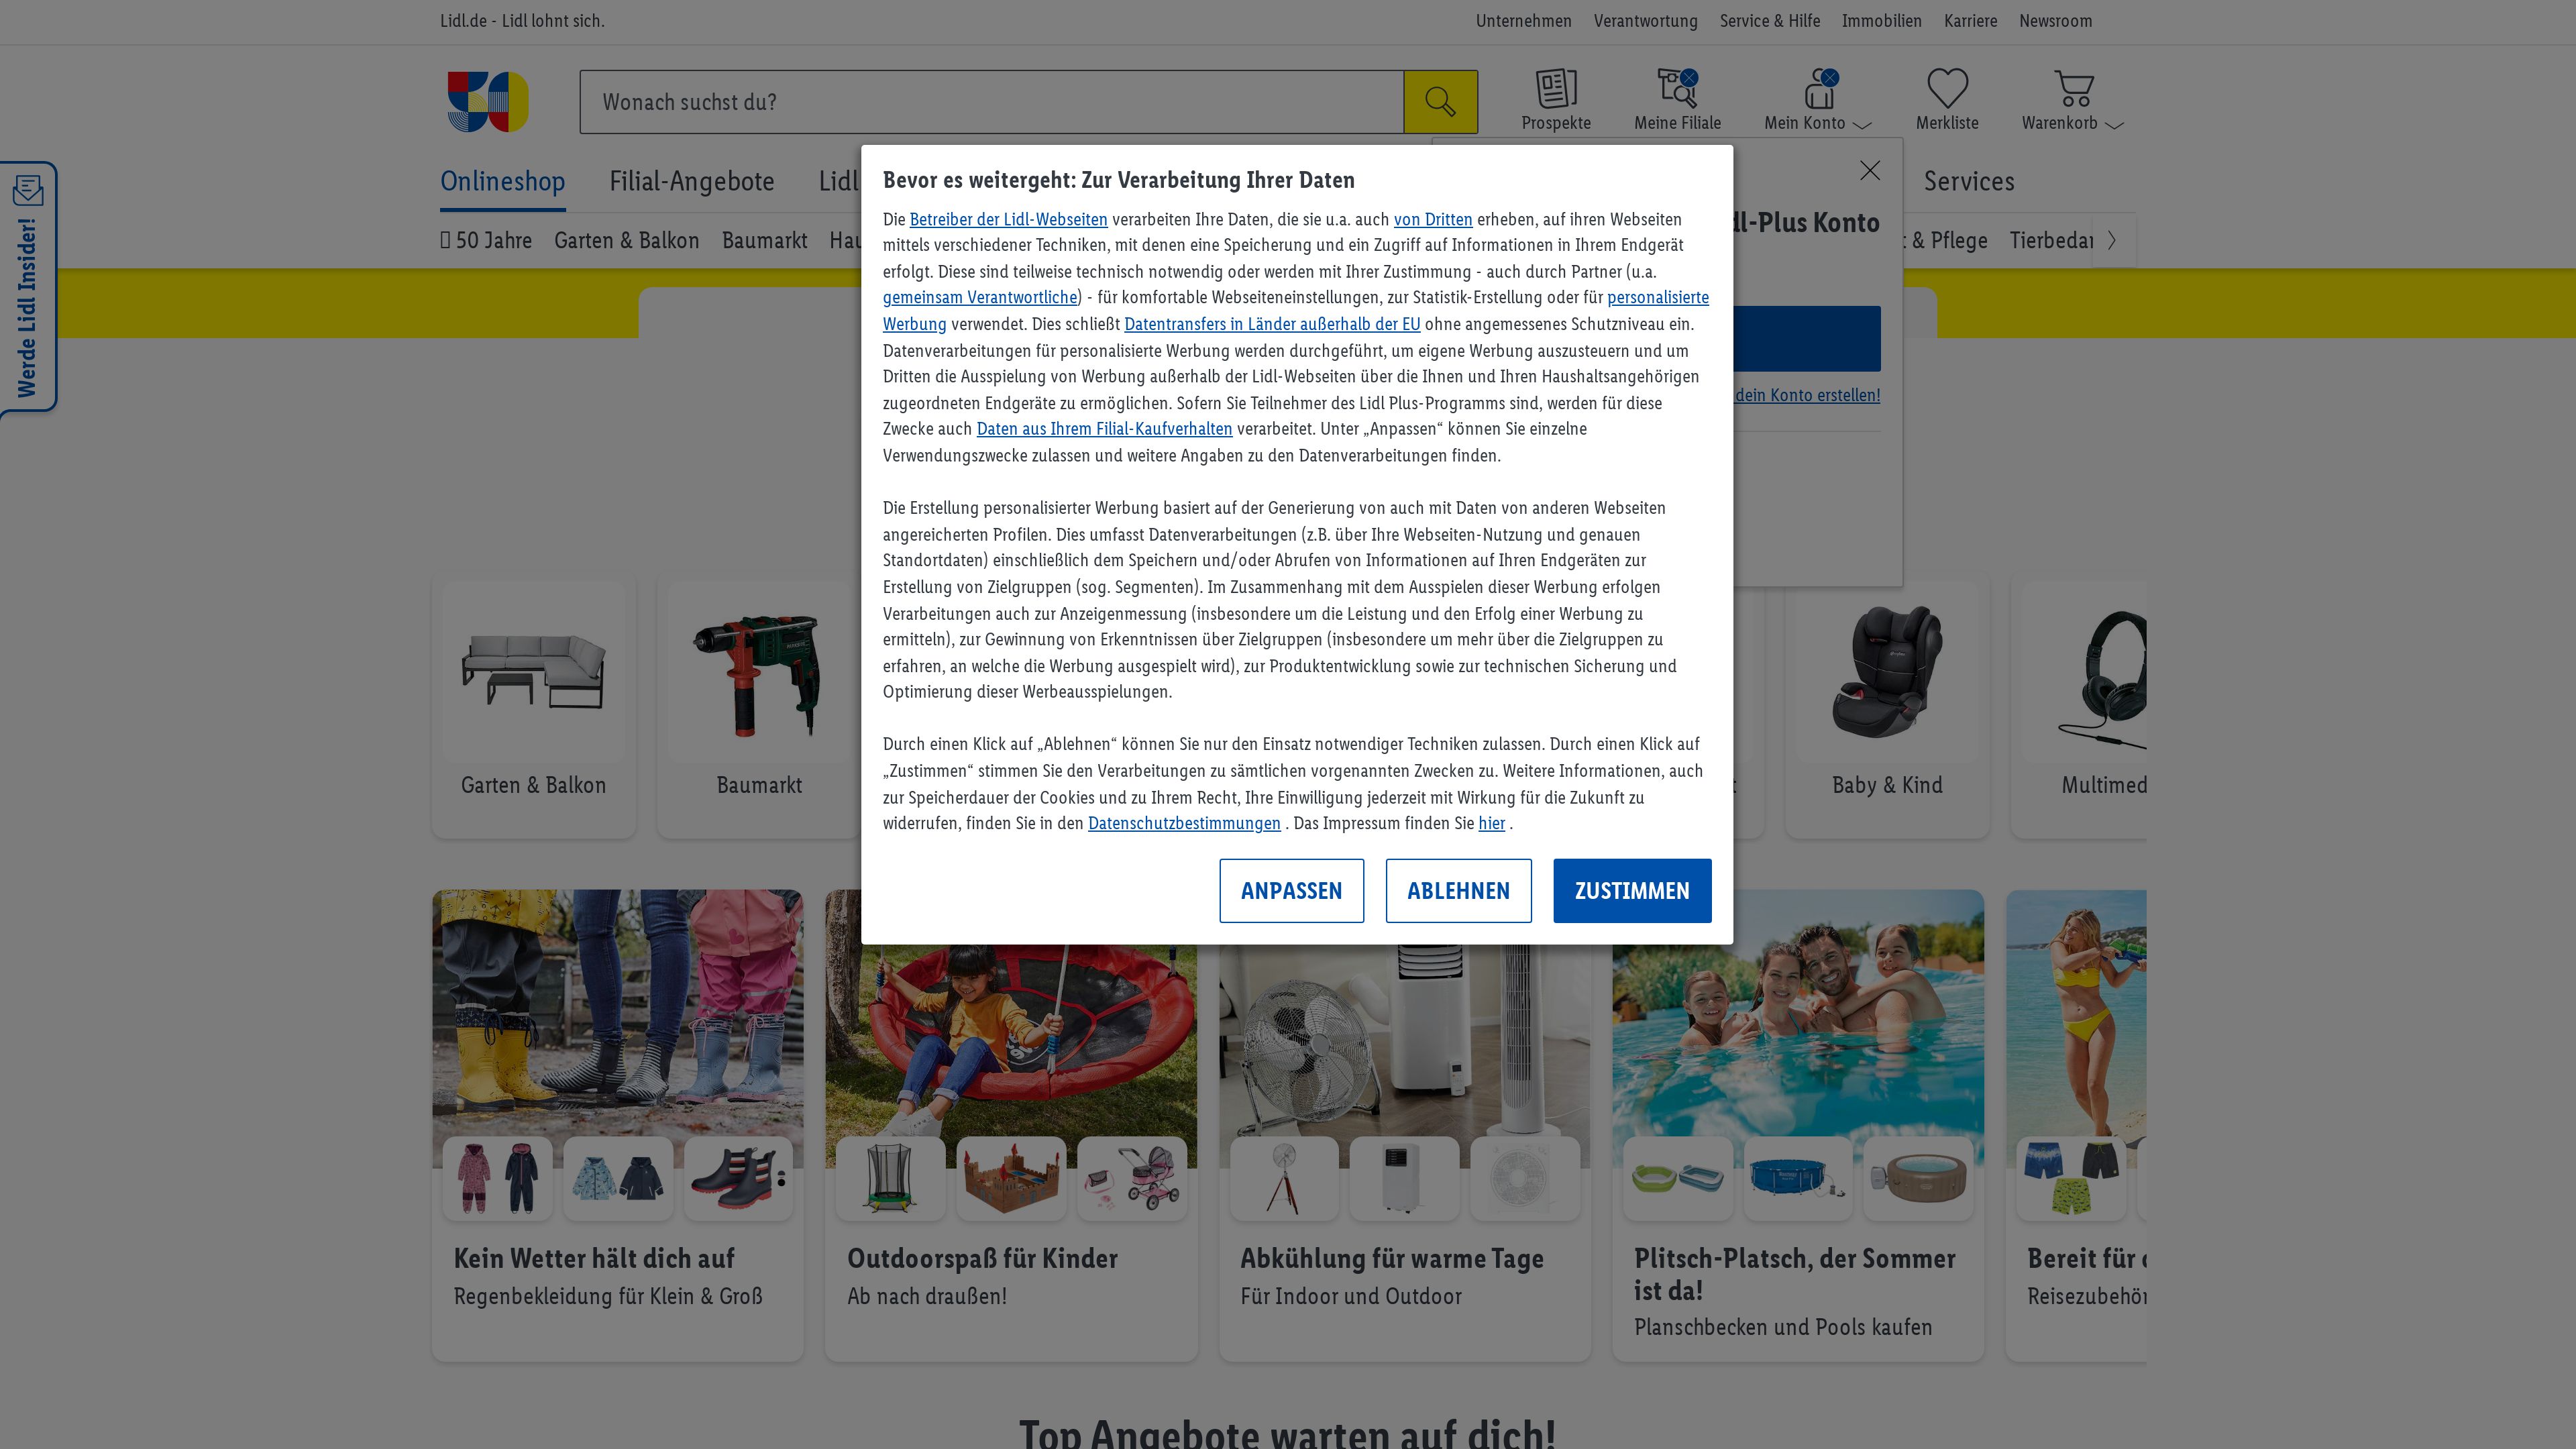 Lidl.de - Lidl lohnt sich.
Unternehmen Verantwortung Service & Hilfe Immobilien Karriere Newsroom
Wonach suchst du?
Prospekte Meine Filiale Mein Konto Merkliste Warenkorb
Onlineshop Filial-Angebote Lidl Services
50 Jahre Garten & Balkon Baumarkt Hau & Pflege Tierbedar
Werde Lidl Insider!
dl-Plus Konto
dein Konto erstellen!
Bevor es weitergeht: Zur Verarbeitung Ihrer Daten
Die Betreiber der Lidl-Webseiten verarbeiten Ihre Daten, die sie u.a. auch von Dritten erheben, auf ihren Webseiten
mittels verschiedener Techniken, mit denen eine Speicherung und ein Zugriff auf Informationen in Ihrem Endgerät
erfolgt. Diese sind teilweise technisch notwendig oder werden mit Ihrer Zustimmung - auch durch Partner (u.a.
gemeinsam Verantwortliche) - für komfortable Webseiteneinstellungen, zur Statistik-Erstellung oder für personalisierte
Werbung verwendet. Dies schließt Datentransfers in Länder außerhalb der EU ohne angemessenes Schutzniveau ein.
Datenverarbeitungen für personalisierte Werbung werden durchgeführt, um eigene Werbung auszusteuern und um
Dritten die Ausspielung von Werbung außerhalb der Lidl-Webseiten über die Ihnen und Ihren Haushaltsangehörigen
zugeordneten Endgeräte zu ermöglichen. Sofern Sie Teilnehmer des Lidl Plus-Programms sind, werden für diese
Zwecke auch Daten aus Ihrem Filial-Kaufverhalten verarbeitet. Unter „Anpassen“ können Sie einzelne
Verwendungszwecke zulassen und weitere Angaben zu den Datenverarbeitungen finden.
Die Erstellung personalisierter Werbung basiert auf der Generierung von auch mit Daten von anderen Webseiten
angereicherten Profilen. Dies umfasst Datenverarbeitungen (z.B. über Ihre Webseiten-Nutzung und genauen
Standortdaten) einschließlich dem Speichern und/oder Abrufen von Informationen auf Ihren Endgeräten zur
Erstellung von Zielgruppen (sog. Segmenten). Im Zusammenhang mit dem Ausspielen dieser Werbung erfolgen
Verarbeitungen auch zur Anzeigenmessung (insbesondere um die Leistung und den Erfolg einer Werbung zu
ermitteln), zur Gewinnung von Erkenntnissen über Zielgruppen (insbesondere um mehr über die Zielgruppen zu
erfahren, an welche die Werbung ausgespielt wird), zur Produktentwicklung sowie zur technischen Sicherung und
Optimierung dieser Werbeausspielungen.
Durch einen Klick auf „Ablehnen“ können Sie nur den Einsatz notwendiger Techniken zulassen. Durch einen Klick auf
„Zustimmen“ stimmen Sie den Verarbeitungen zu sämtlichen vorgenannten Zwecken zu. Weitere Informationen, auch
zur Speicherdauer der Cookies und zu Ihrem Recht, Ihre Einwilligung jederzeit mit Wirkung für die Zukunft zu
widerrufen, finden Sie in den Datenschutzbestimmungen . Das Impressum finden Sie hier .
ANPASSEN ABLEHNEN ZUSTIMMEN
Garten & Balkon Baumarkt Baby & Kind Multimed
Kein Wetter hält dich auf
Regenbekleidung für Klein & Groß
Outdoorspaß für Kinder
Ab nach draußen!
Abkühlung für warme Tage
Für Indoor und Outdoor
Plitsch-Platsch, der Sommer
ist da!
Planschbecken und Pools kaufen
Bereit für
Reisezubehör
Top Angebote warten auf dich!